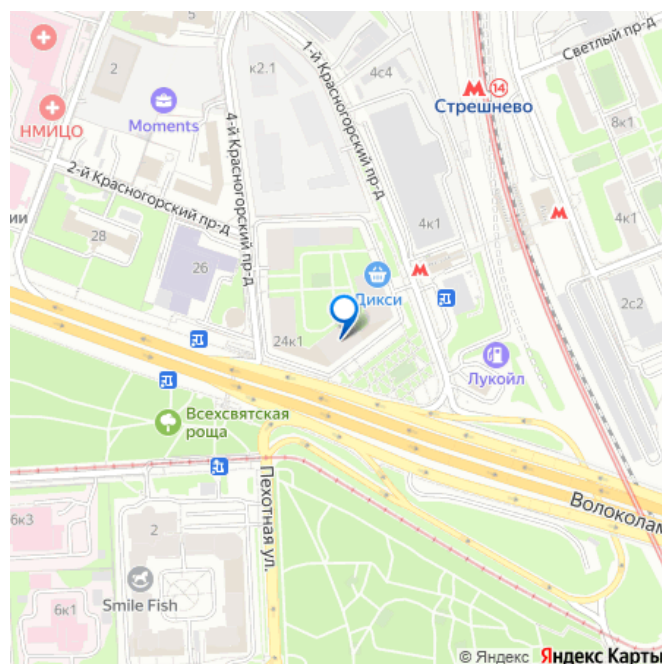 5
2
к2.1
4с4
1-й Красногорский пр-д
Светлый пр-д
14
Стрешнево
8к1
НМИЦО
Moments
4-й Красногорский пр-д
2-й Красногорский пр-д
ии
28
26
4к1
4к1
Дикси
2с2
24к1
Лукойл
Всехсвятская
роща
Пехотная ул.
Волоколам
6к3
2
Smile Fish
6к1
© Яндекс Яндекс Карты